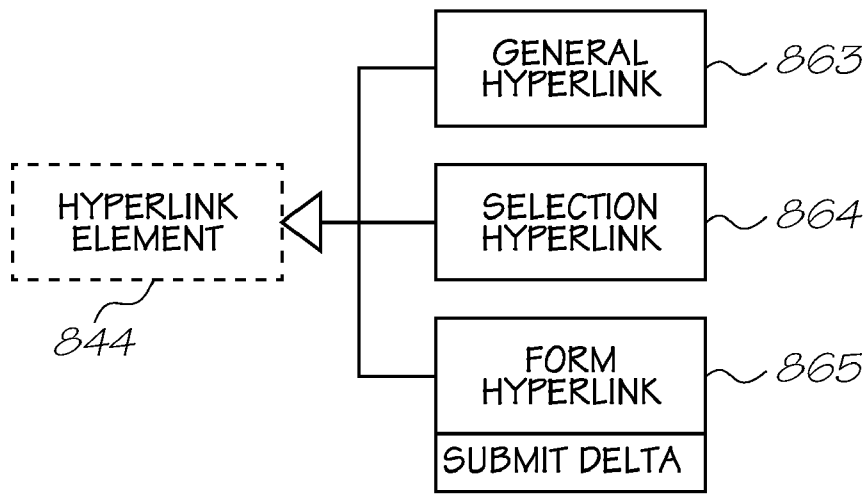 GENERAL
HYPERLINK
863
HYPERLINK
ELEMENT
844
SELECTION
HYPERLINK
864
FORM
HYPERLINK
865
SUBMIT DELTA